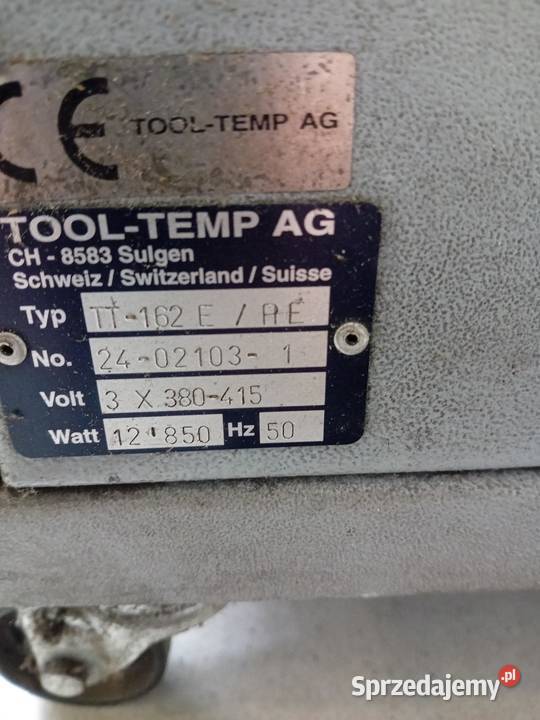 CE TOOL-TEMP AG
TOOL-TEMP AG
CH - 8583 Sulgen
Schweiz / Switzerland / Suisse
Typ TT-162 E / AE
No. 24-02103-1
Volt 3 X 380-415
Watt 12'850 Hz 50
Sprzedajemy.pl